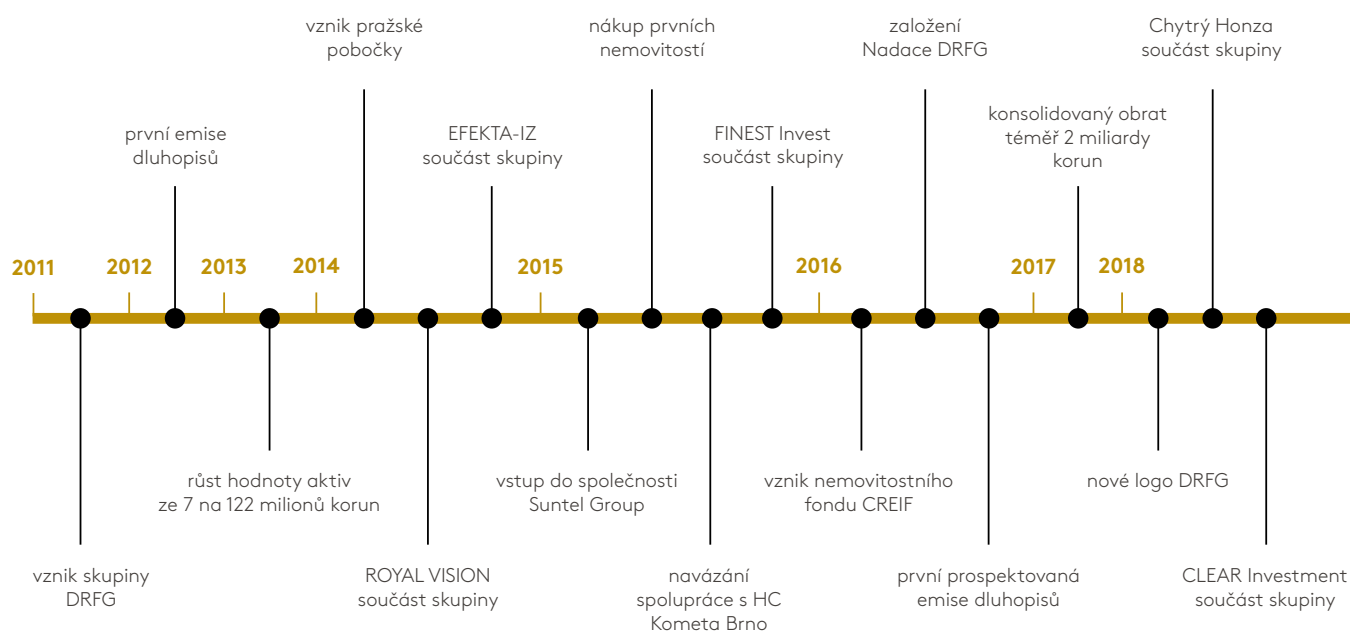 vznik pražské
pobočky
nákup prvních
nemovitostí
založení
Nadace DRFG
Chytrý Honza
součást skupiny
první emise
dluhopisů
EFEKTA-IZ
součást skupiny
FINEST Invest
součást skupiny
konsolidovaný obrat
téměř 2 miliardy
korun
2011
2012
2013
2014
2015
2016
2017
2018
růst hodnoty aktiv
ze 7 na 122 milionů korun
vstup do společnosti
Suntel Group
vznik nemovitostního
fondu CREIF
nové logo DRFG
vznik skupiny
DRFG
ROYAL VISION
součást skupiny
navázání
spolupráce s HC
Kometa Brno
první prospektovaná
emise dluhopisů
CLEAR Investment
součást skupiny